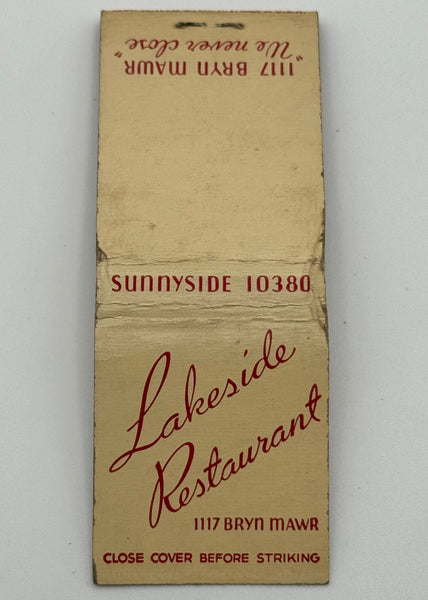 "We never close"
1117 BRYN MAWR
SUNNYSIDE 10380
Lakeside
Restaurant
1117 BRYN MAWR
CLOSE COVER BEFORE STRIKING